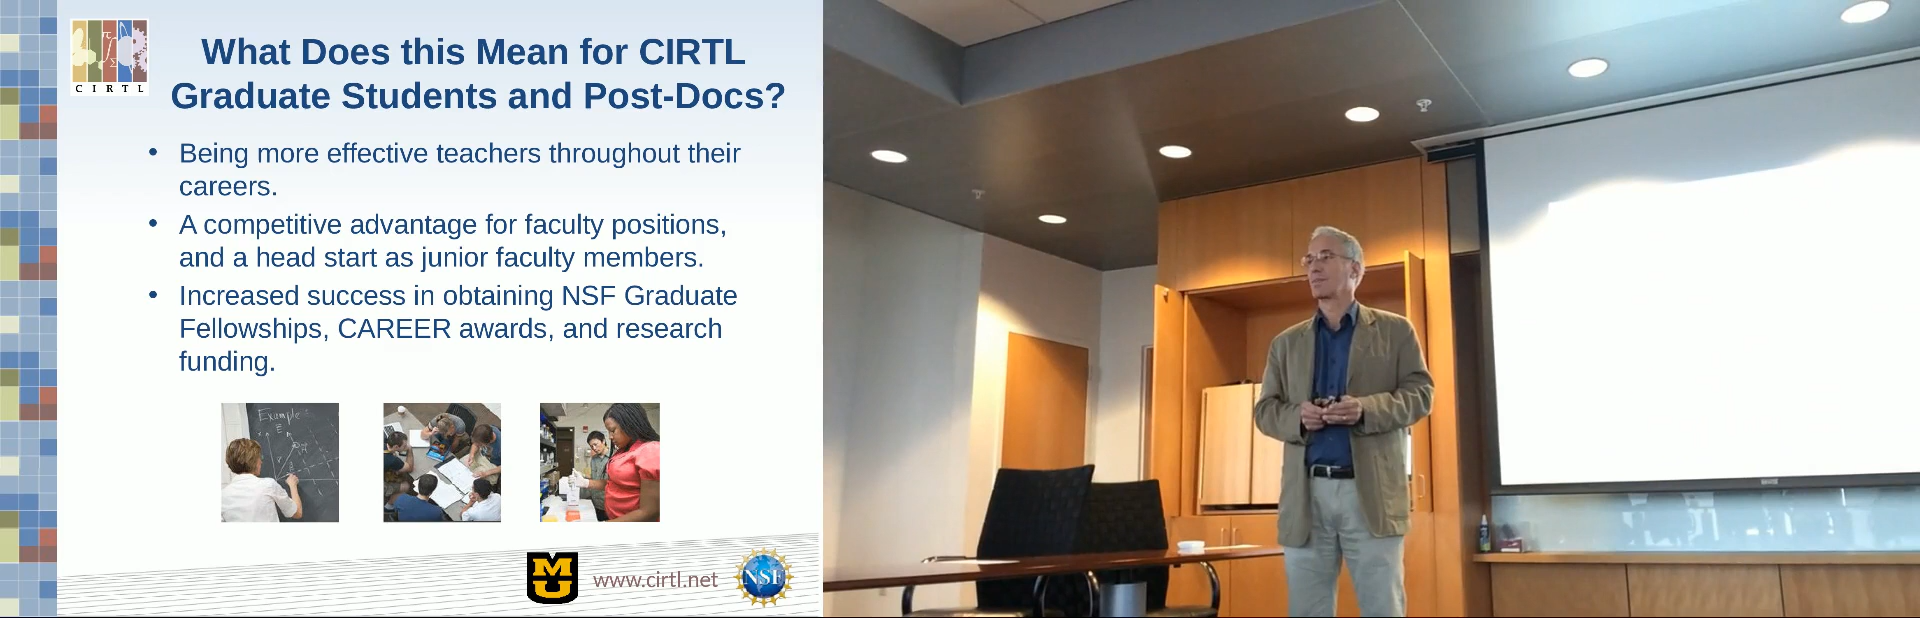 What Does this Mean for CIRTL
Graduate Students and Post-Docs?
• Being more effective teachers throughout their
careers.
• A competitive advantage for faculty positions,
and a head start as junior faculty members.
• Increased success in obtaining NSF Graduate
Fellowships, CAREER awards, and research
funding.
CIRTL
Example
MU
www.cirtl.net
NSF